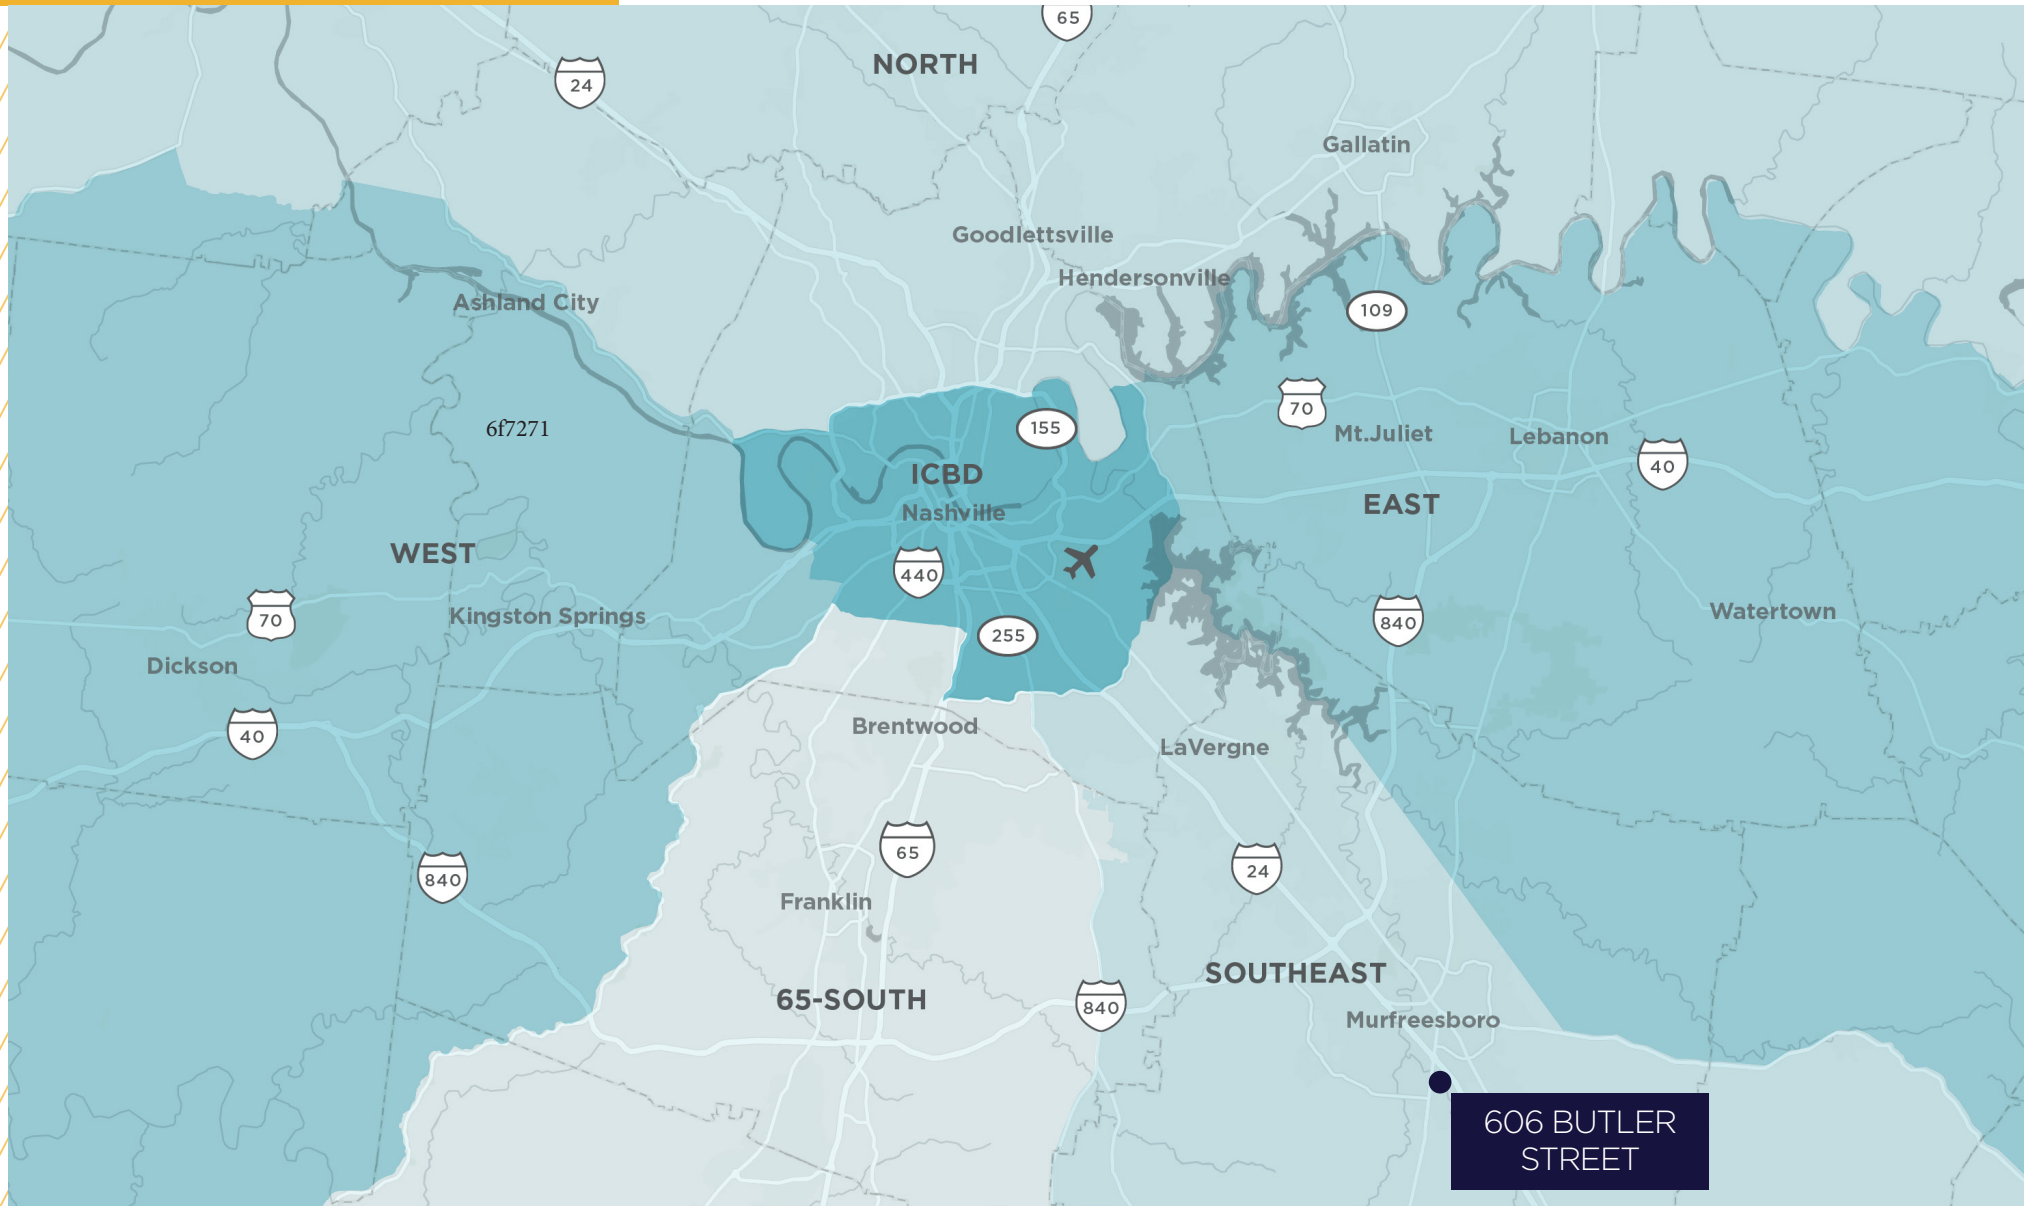 65
NORTH
24
Gallatin
Goodlettsville
Hendersonville
Ashland City
109
70
6f7271
155
Mt.Juliet
Lebanon
40
ICBD
Nashville
EAST
WEST
440
70
Kingston Springs
255
840
Watertown
Dickson
40
Brentwood
LaVergne
65
24
840
Franklin
SOUTHEAST
65-SOUTH
840
Murfreesboro
606 BUTLER
STREET